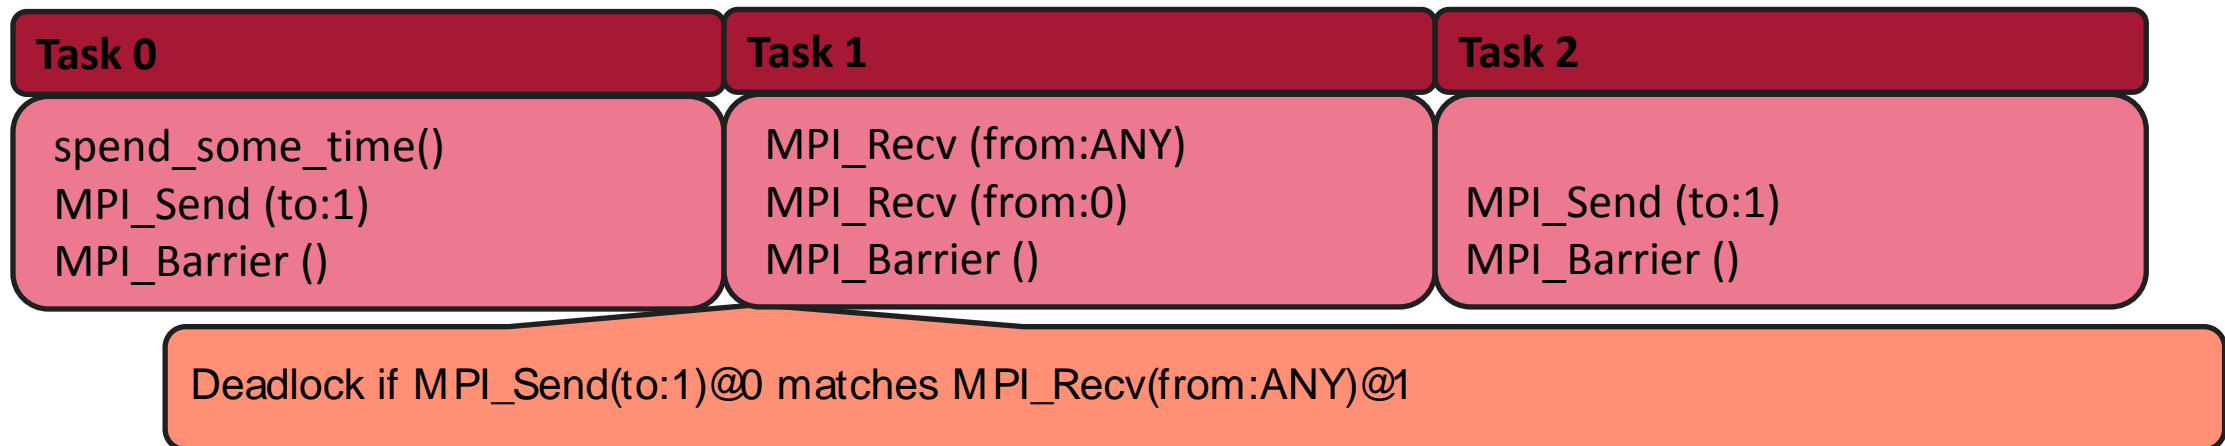 Task 0
spend_some_time()
MPI_Send (to:1)
MPI_Barrier ()
Task 1
MPI_Recv (from:ANY)
MPI_Recv (from:0)
MPI_Barrier ()
Task 2
MPI_Send (to:1)
MPI_Barrier ()
Deadlock if MPI_Send(to:1)@0 matches MPI_Recv(from:ANY)@1